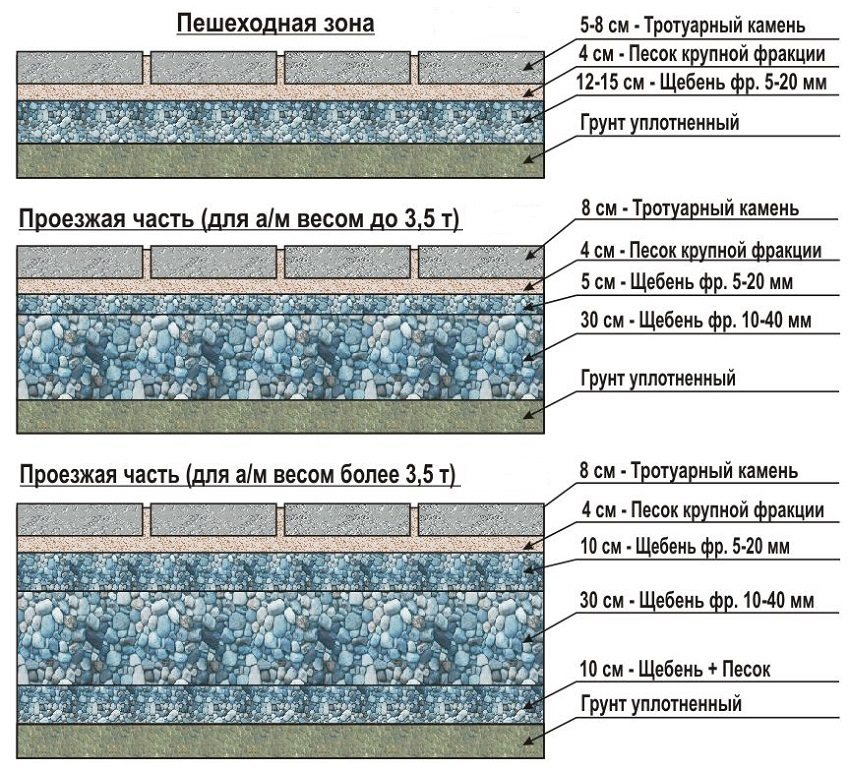 Пешеходная зона
5-8 см - Тротуарный камень
4 см - Песок крупной фракции
12-15 см - Щебень фр. 5-20 мм
Грунт уплотненный
Проезжая часть (для а/м весом до 3,5 т)
8 см - Тротуарный камень
4 см - Песок крупной фракции
5 см - Щебень фр. 5-20 мм
30 см - Щебень фр. 10-40 мм
Грунт уплотненный
Проезжая часть (для а/м весом более 3,5 т)
8 см - Тротуарный камень
4 см - Песок крупной фракции
10 см - Щебень фр. 5-20 мм
30 см - Щебень фр. 10-40 мм
10 см - Щебень + Песок
Грунт уплотненный